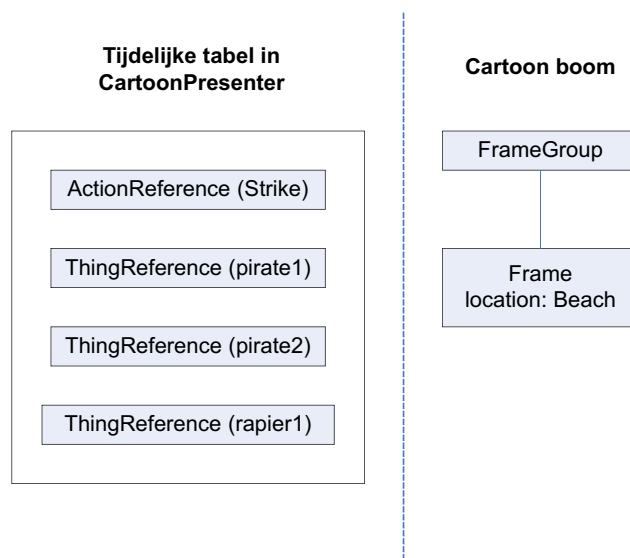 Tijdelijke tabel in
CartoonPresenter
ActionReference (Strike)
ThingReference (pirate1)
ThingReference (pirate2)
ThingReference (rapier1)
Cartoon boom
FrameGroup
Frame
location: Beach